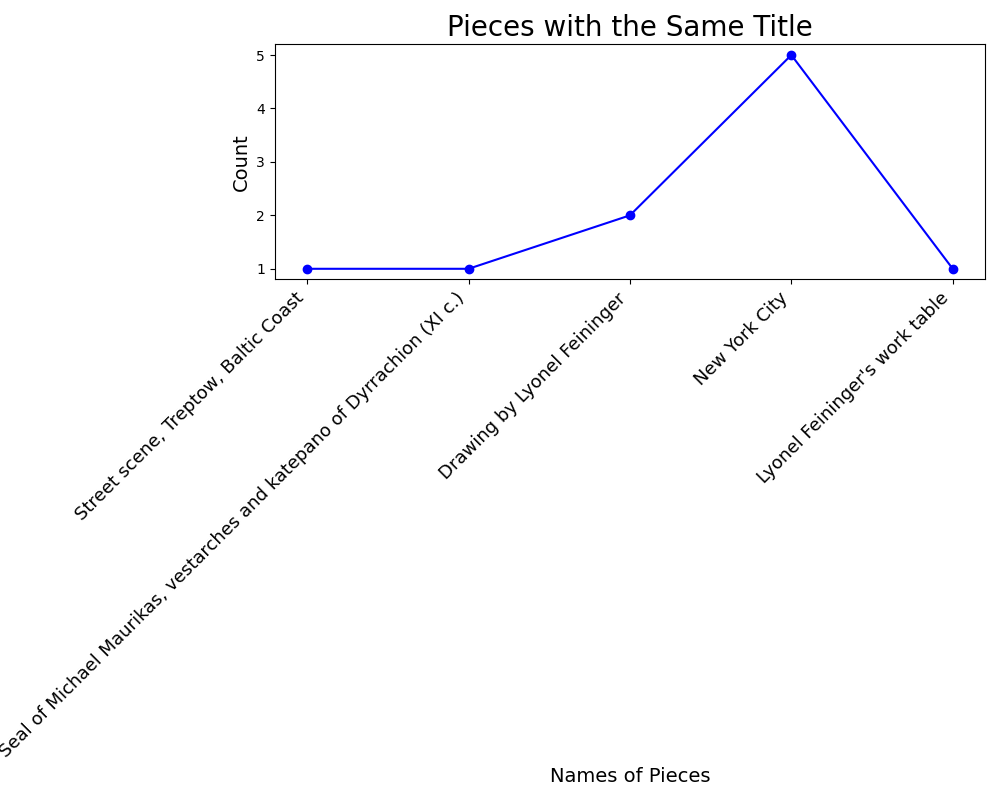 Pieces with the Same Title
Count
5
4
3
2
1
Street scene, Treptow, Baltic Coast
Seal of Michael Maurikas, vestarches and katepano of Dyrrachion (XI c.)
Drawing by Lyonel Feininger
New York City
Lyonel Feininger's work table
Names of Pieces